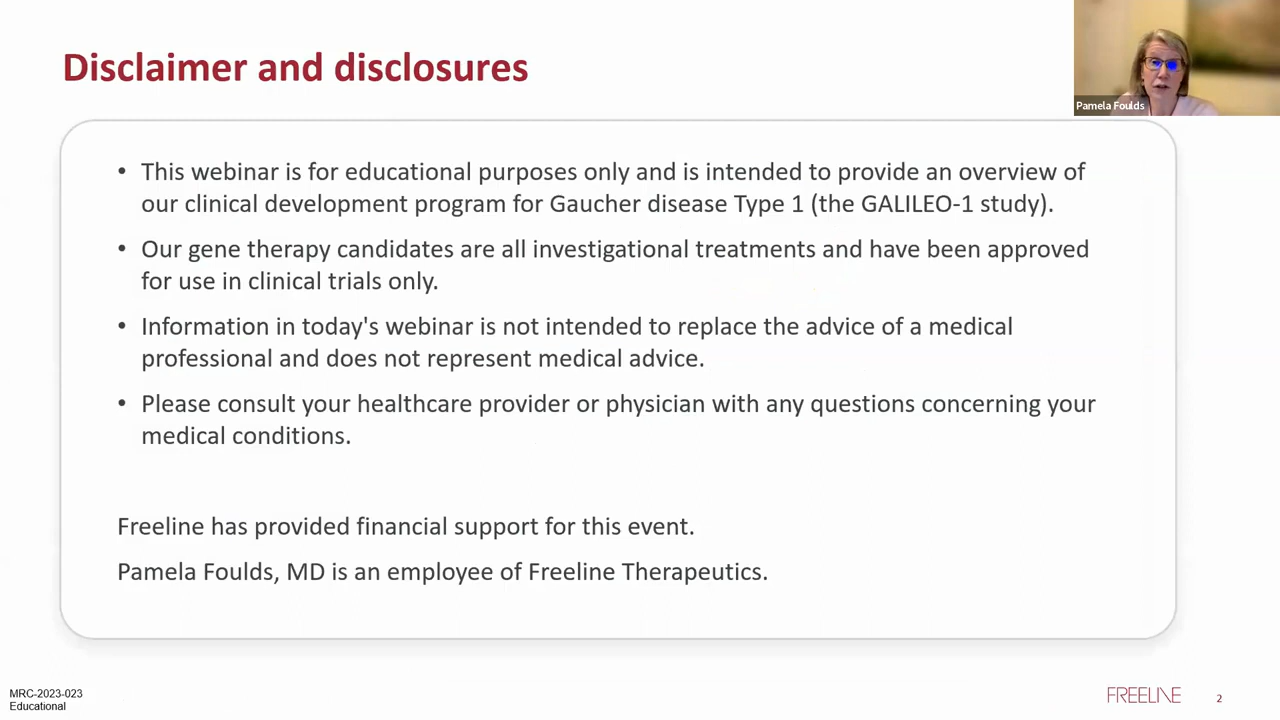 Disclaimer and disclosures
Pamela Foulds
• This webinar is for educational purposes only and is intended to provide an overview of
our clinical development program for Gaucher disease Type 1 (the GALILEO-1 study).
• Our gene therapy candidates are all investigational treatments and have been approved
for use in clinical trials only.
• Information in today's webinar is not intended to replace the advice of a medical
professional and does not represent medical advice.
• Please consult your healthcare provider or physician with any questions concerning your
medical conditions.
Freeline has provided financial support for this event.
Pamela Foulds, MD is an employee of Freeline Therapeutics.
MRC-2023-023
Educational
FREELINE
2